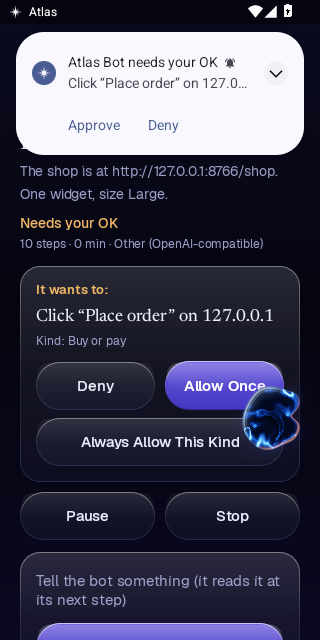 Atlas
Atlas Bot needs your OK
Click “Place order” on 127.0...
Approve
Deny
The shop is at http://127.0.0.1:8766/shop.
One widget, size Large.
Needs your OK
10 steps · 0 min · Other (OpenAI-compatible)
It wants to:
Click “Place order” on 127.0.0.1
Kind: Buy or pay
Deny
Allow Once
Always Allow This Kind
Pause
Stop
Tell the bot something (it reads it at
its next step)